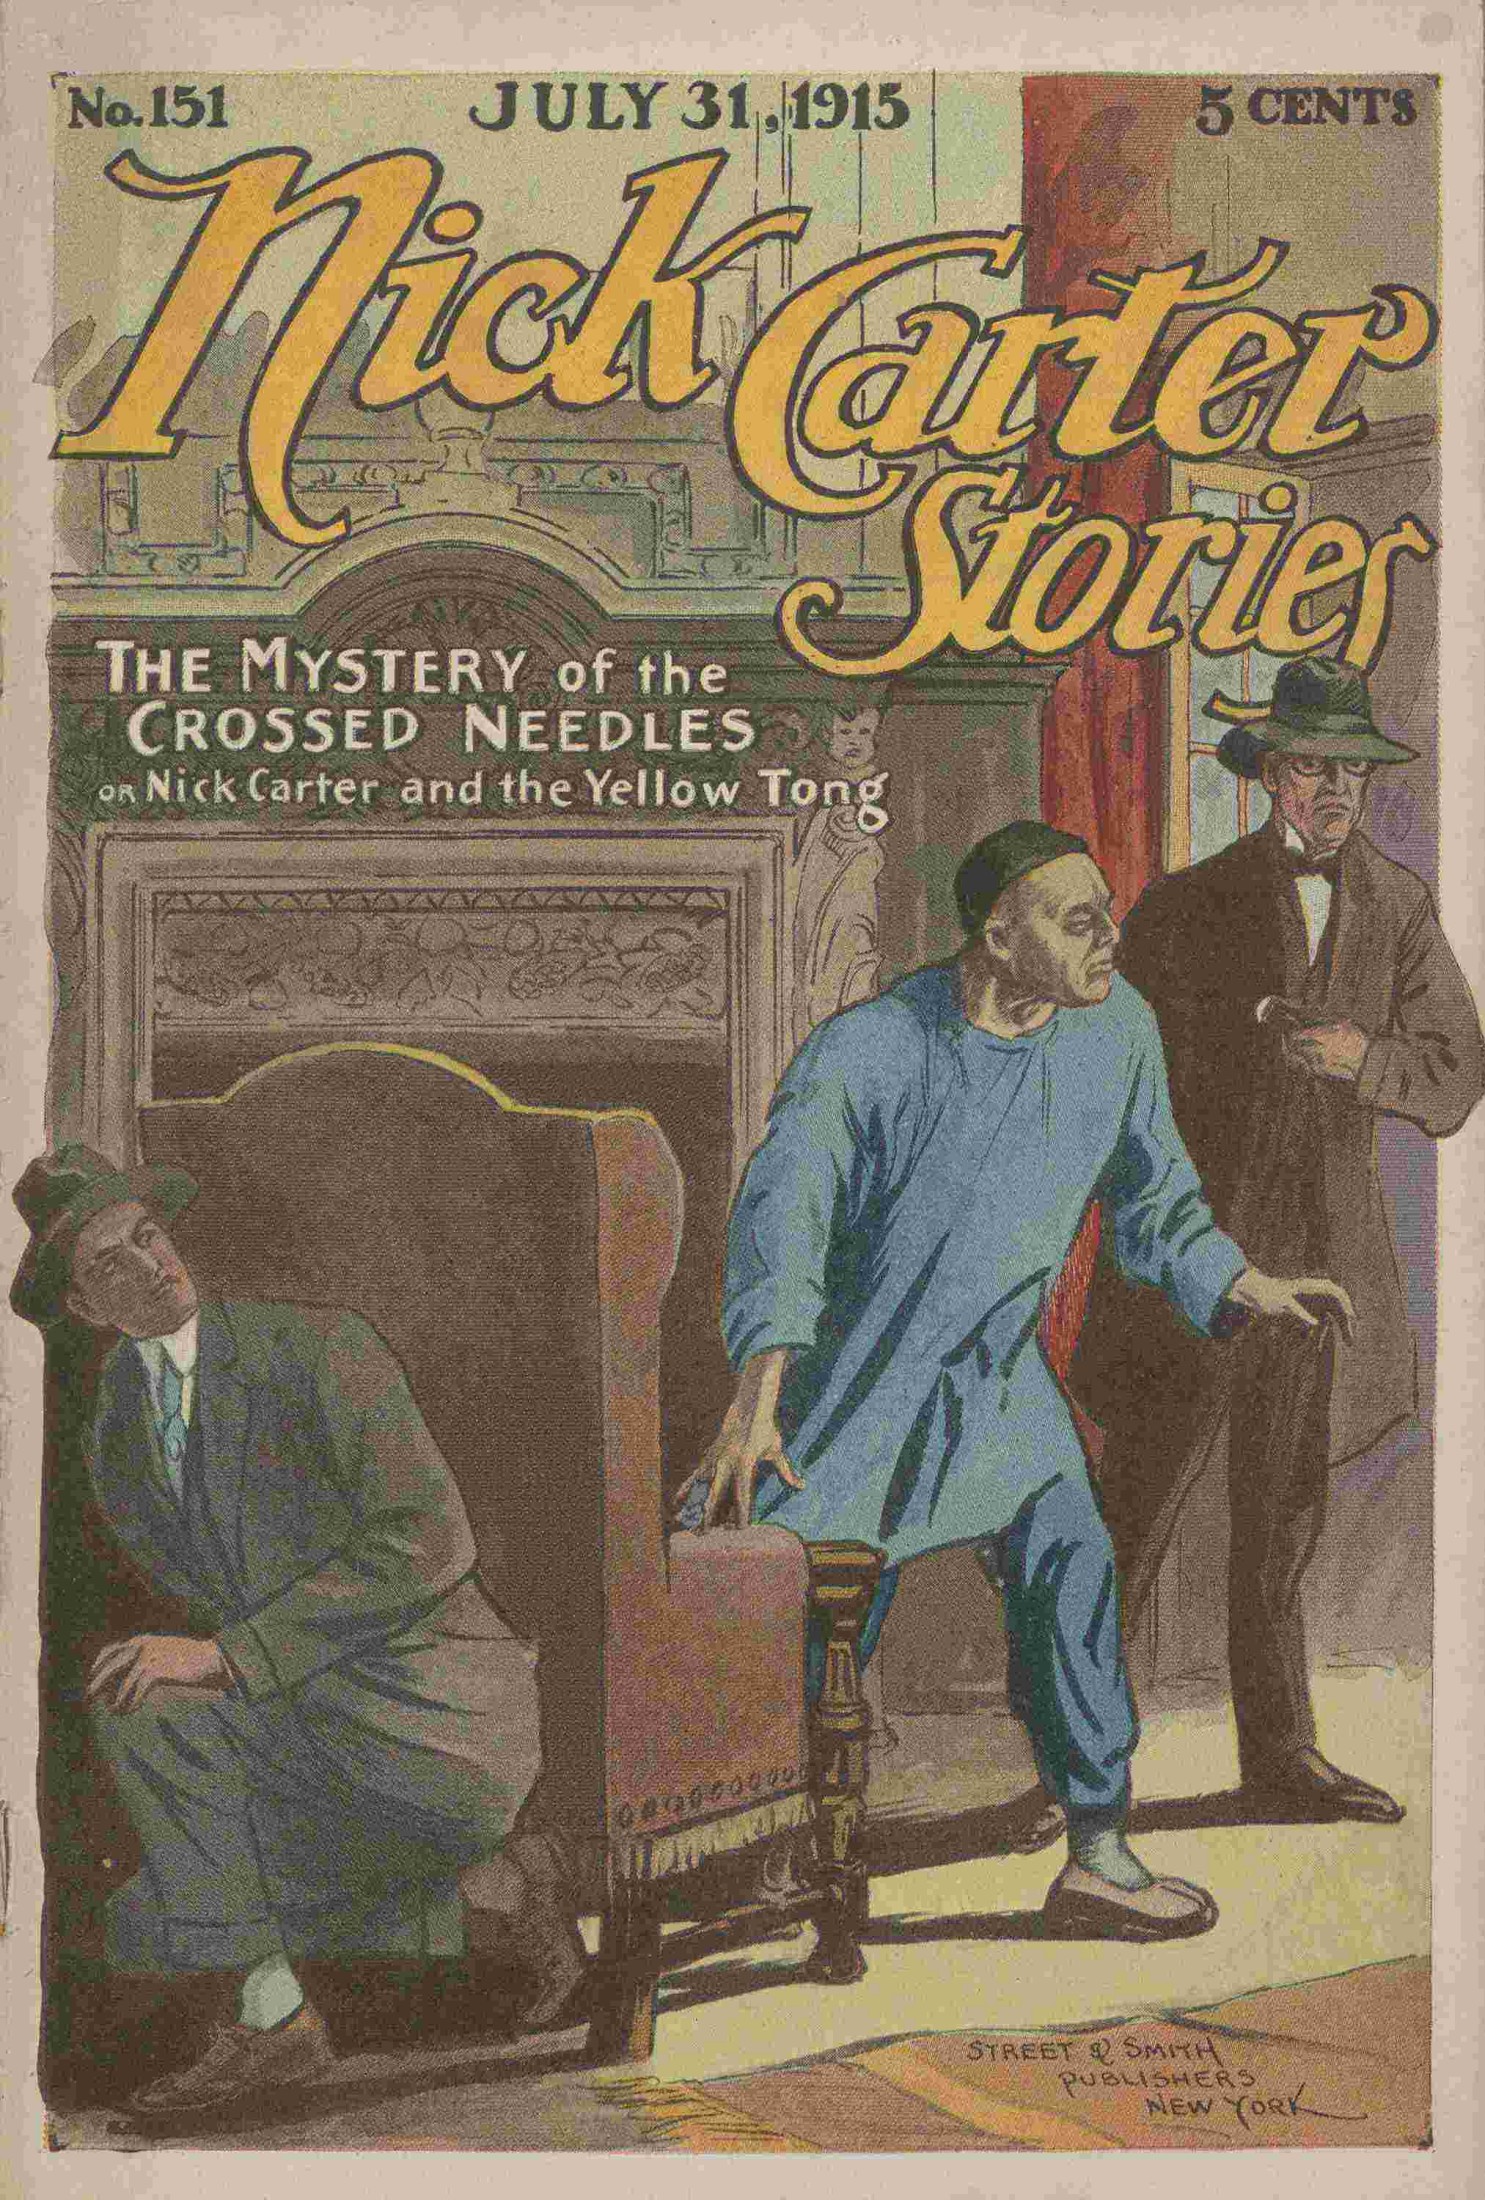 No. 151 JULY 31, 1915 5 CENTS
Nick Carter
Stories
THE MYSTERY of the
CROSSED NEEDLES
OR Nick Carter and the Yellow Tong
STREET & SMITH
PUBLISHERS
NEW YORK